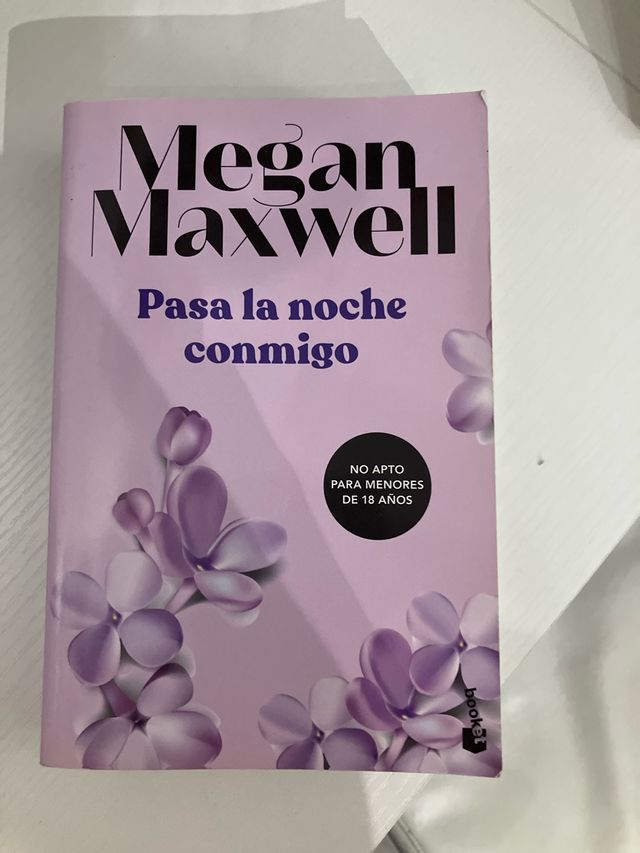 Megan
Maxwell
Pasa la noche
conmigo
NO APTO
PARA MENORES
DE 18 AÑOS
booket